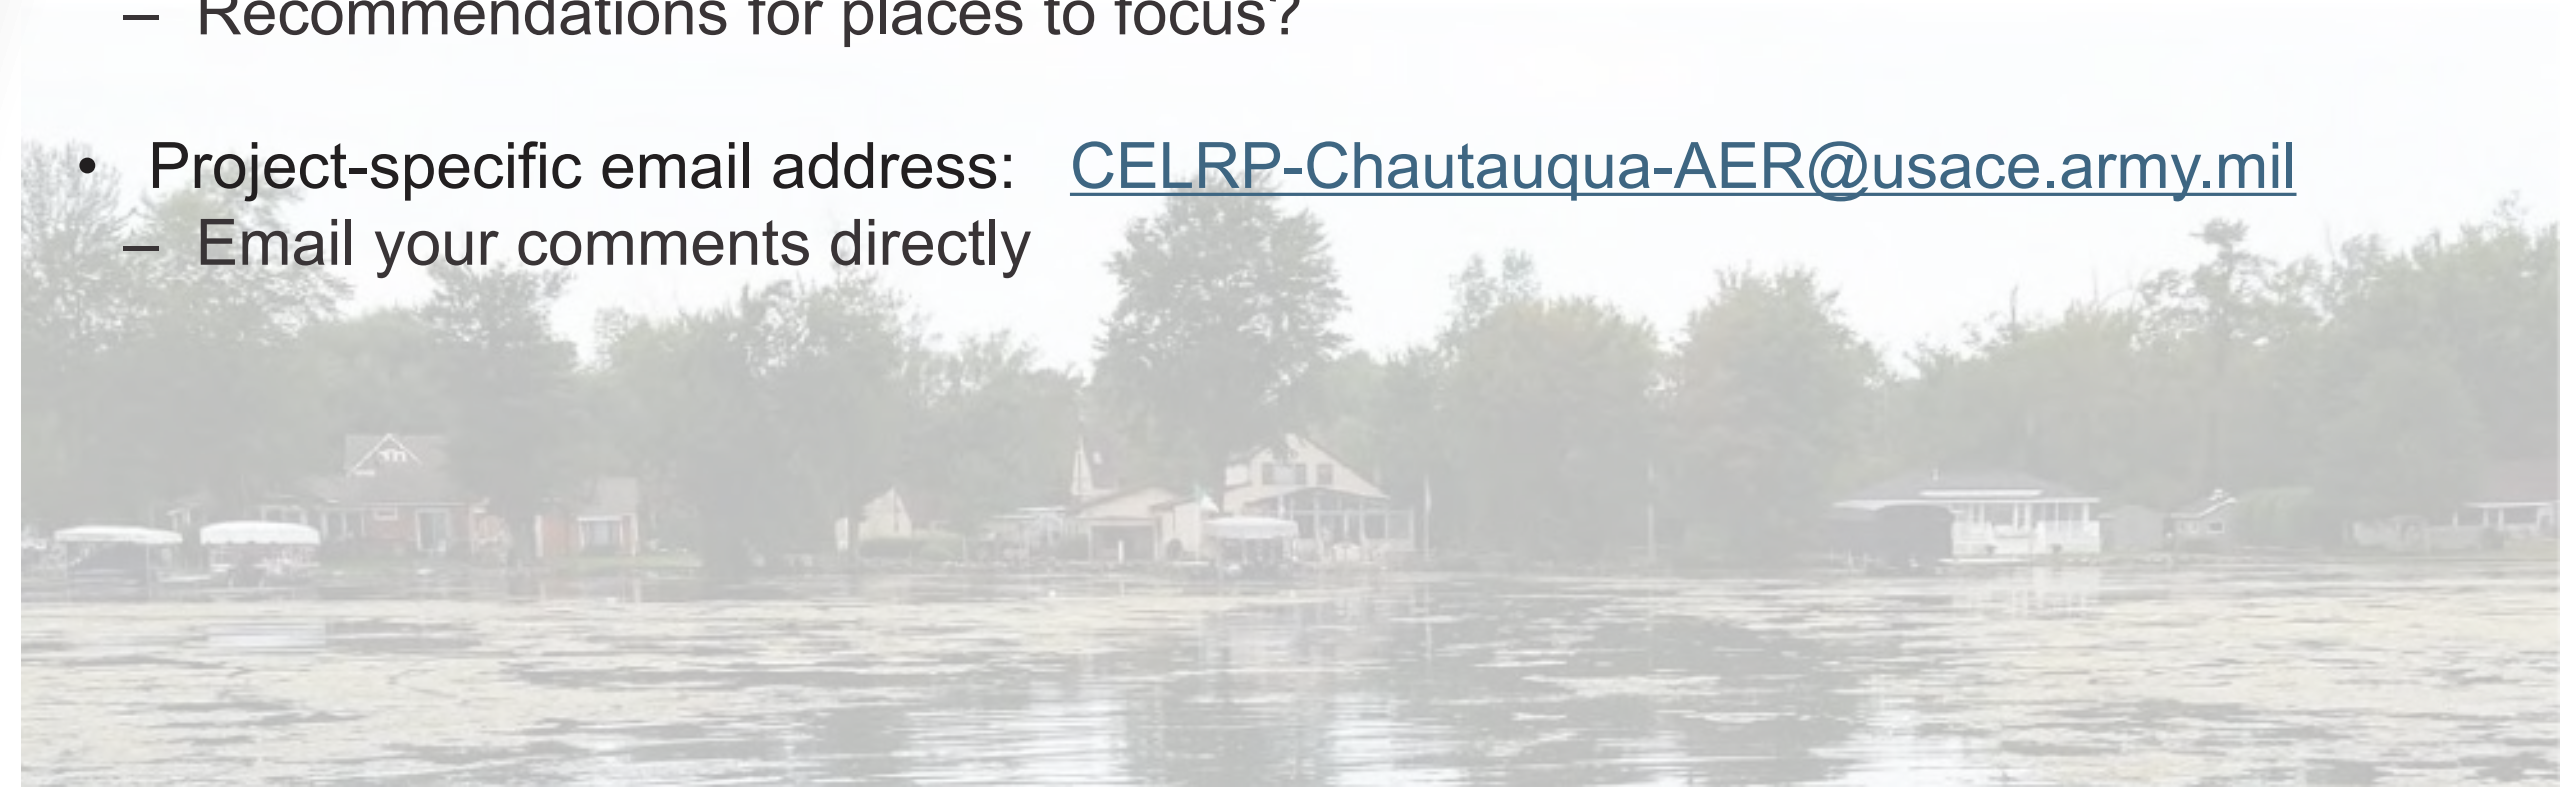 – Recommendations for places to focus?
• Project-specific email address: CELRP-Chautauqua-AER@usace.army.mil
– Email your comments directly